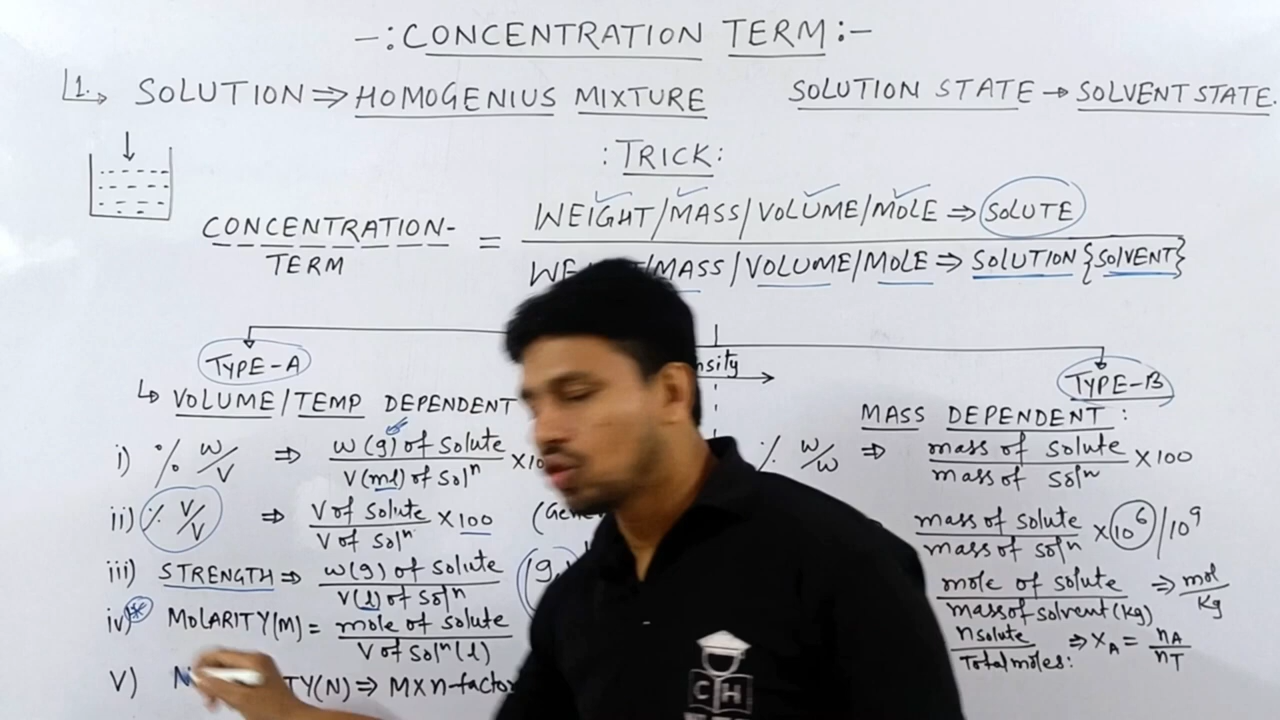 -:CONCENTRATION TERM:-
1. SOLUTION ⇒ HOMOGENIUS MIXTURE
SOLUTION STATE → SOLVENT STATE.
:TRICK:
CONCENTRATION-
TERM
=
WEIGHT/MASS/VOLUME/MOLE ⇒ SOLUTE
/MASS/VOLUME/MOLE ⇒ SOLUTION {SOLVENT}
TYPE-A
↳ VOLUME/TEMP DEPENDENT
i) % W/V ⇒ w(g) of solute
V(ml) of solⁿ
ii) % V/V ⇒ V of solute × 100
V of solⁿ
iii) STRENGTH ⇒ w(g) of solute
V(l) of solⁿ
iv) * MOLARITY(M) = mole of solute
V of solⁿ(l)
v) TY(N) ⇒ M×n-factor
TYPE-B
MASS DEPENDENT :
% W/W ⇒ mass of solute × 100
mass of solⁿ
mass of solute × 10⁶/10⁹
mass of solⁿ
mole of solute ⇒ mol
mass of solvent (kg) Kg
n solute ⇒ X_A = n_A
Total moles: n_T
CH